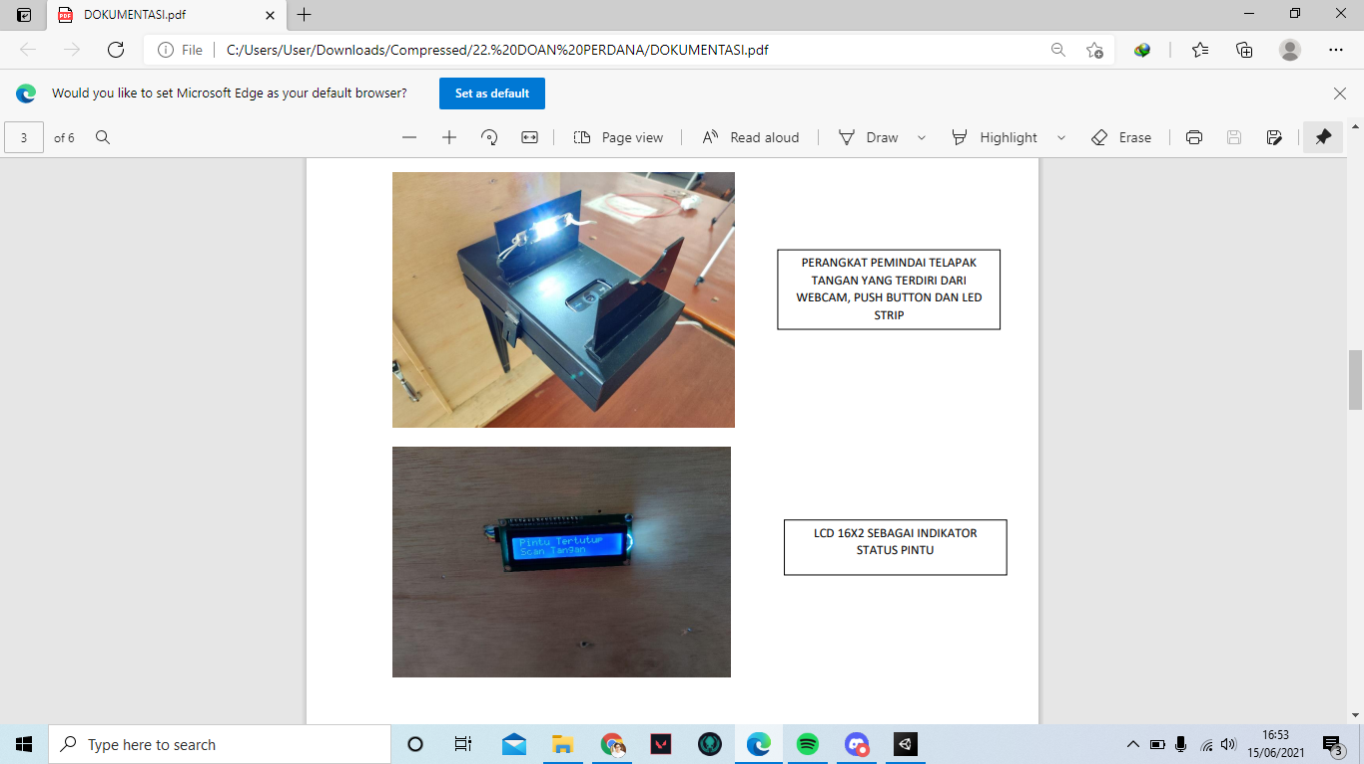 DOKUMENTASI.pdf
File
C:/Users/User/Downloads/Compressed/22.%20DOAN%20PERDANA/DOKUMENTASI.pdf
Would you like to set Microsoft Edge as your default browser?
Set as default
3 of 6
Page view
Read aloud
Draw
Highlight
Erase
PERANGKAT PEMINDAI TELAPAK
TANGAN YANG TERDIRI DARI
WEBCAM, PUSH BUTTON DAN LED
STRIP
Pintu Tertutup
Scan Tangan
LCD 16X2 SEBAGAI INDIKATOR
STATUS PINTU
Type here to search
16:53
15/06/2021
3